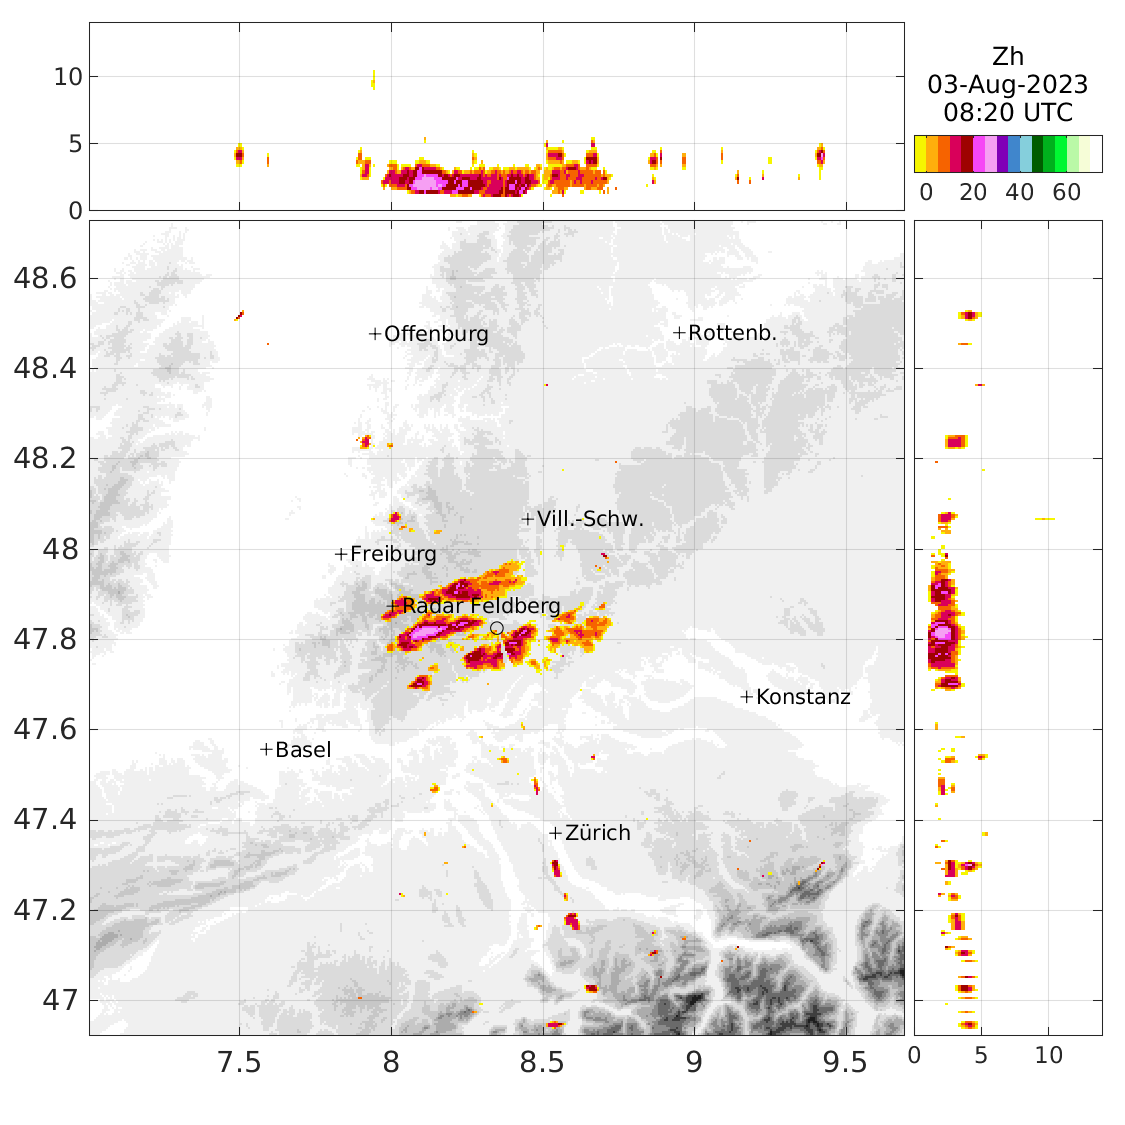 10
5
0
Zh
03-Aug-2023
08:20 UTC
0 20 40 60
48.6
48.4
48.2
48
47.8
47.6
47.4
47.2
47
Offenburg
Rottenb.
Vill.-Schw.
Freiburg
Radar Feldberg
Konstanz
Basel
Zürich
7.5 8 8.5 9 9.5
0 5 10